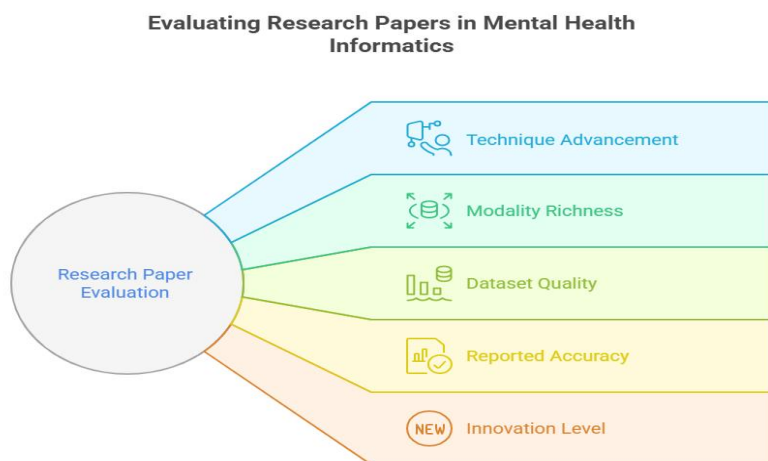 Evaluating Research Papers in Mental Health
Informatics
Technique Advancement
Modality Richness
Research Paper
Evaluation
Dataset Quality
Reported Accuracy
NEW Innovation Level